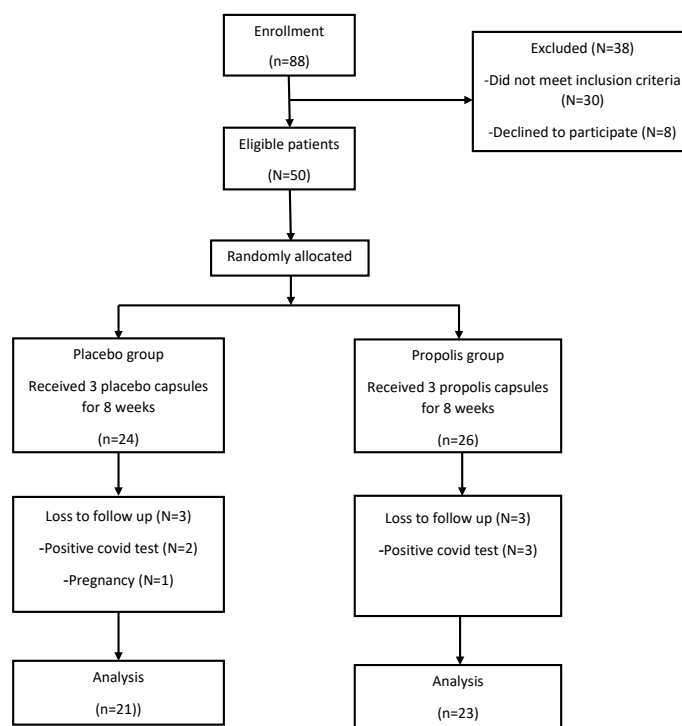 Enrollment
(n=88)
Excluded (N=38)
-Did not meet inclusion criteria
(N=30)
-Declined to participate (N=8)
Eligible patients
(N=50)
Randomly allocated
Placebo group
Received 3 placebo capsules
for 8 weeks
(n=24)
Propolis group
Received 3 propolis capsules
for 8 weeks
(n=26)
Loss to follow up (N=3)
-Positive covid test (N=2)
-Pregnancy (N=1)
Loss to follow up (N=3)
-Positive covid test (N=3)
Analysis
(n=21))
Analysis
(n=23)